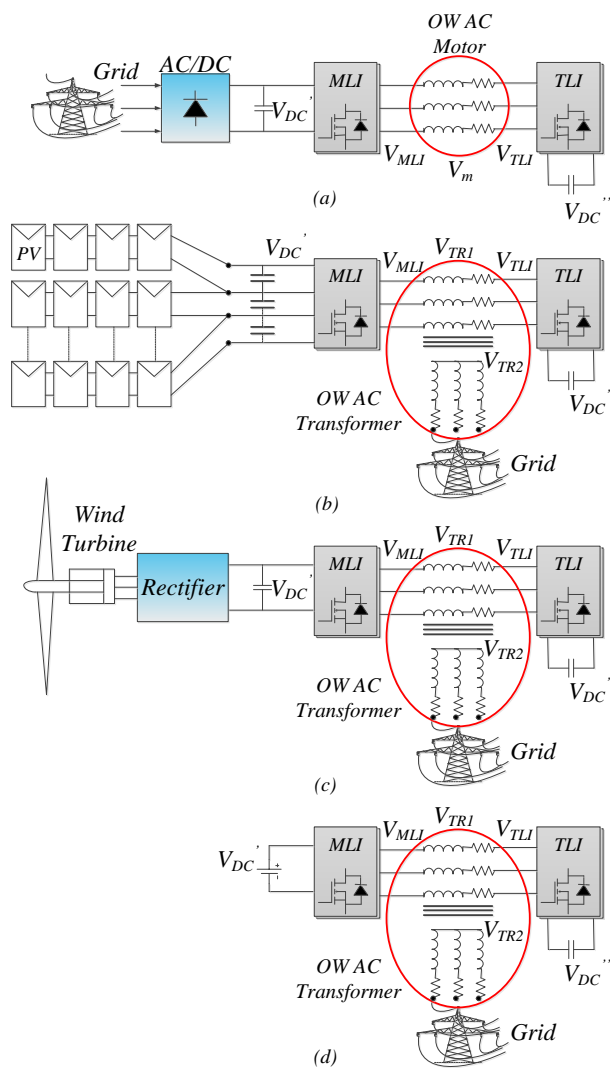 OW AC
Motor
Grid
AC/DC
MLI
TLI
V_DC'
V_MLI
V_m
V_TLI
V_DC''
(a)
PV
V_DC'
MLI
V_MLI
V_TR1
V_TLI
TLI
V_TR2
V_DC''
OW AC
Transformer
Grid
(b)
Wind
Turbine
Rectifier
V_DC'
MLI
V_MLI
V_TR1
V_TLI
TLI
V_TR2
V_DC''
OW AC
Transformer
Grid
(c)
V_DC'
MLI
V_MLI
V_TR1
V_TLI
TLI
V_TR2
V_DC''
OW AC
Transformer
Grid
(d)